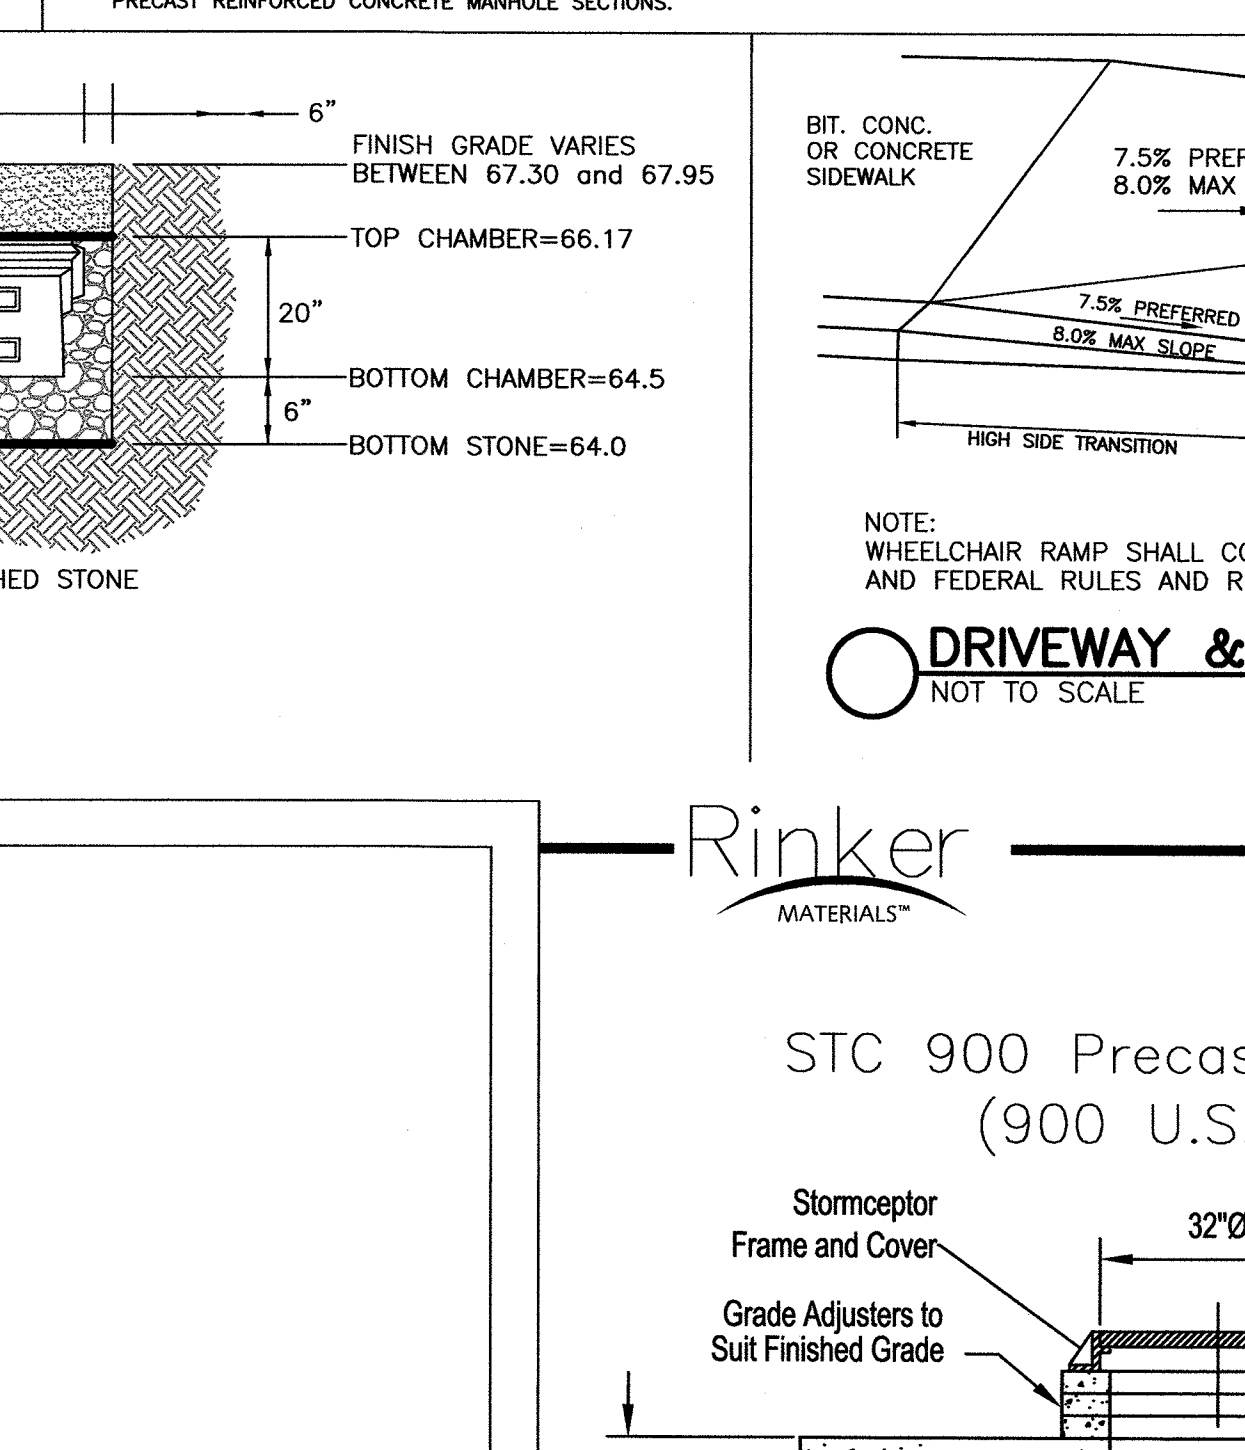 PRECAST REINFORCED CONCRETE MANHOLE SECTIONS.
6"
FINISH GRADE VARIES
BETWEEN 67.30 and 67.95
TOP CHAMBER=66.17
20"
BOTTOM CHAMBER=64.5
6"
BOTTOM STONE=64.0
HED STONE
BIT. CONC.
OR CONCRETE
SIDEWALK
7.5% PREF
8.0% MAX
7.5% PREFERRED
8.0% MAX SLOPE
HIGH SIDE TRANSITION
NOTE:
WHEELCHAIR RAMP SHALL CO
AND FEDERAL RULES AND R
DRIVEWAY &
NOT TO SCALE
Rinker
MATERIALS™
STC 900 Precas
(900 U.S.
Stormceptor
Frame and Cover
32"Ø
Grade Adjusters to
Suit Finished Grade